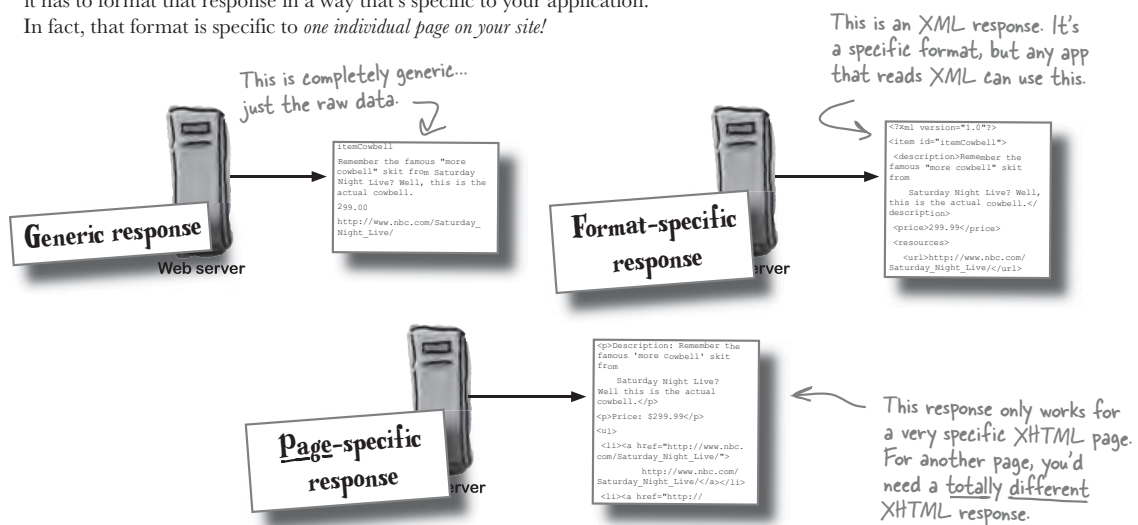 it has to format that response in a way that's specific to your application.
In fact, that format is specific to one individual page on your site!
This is completely generic...
just the raw data.
This is an XML response. It's
a specific format, but any app
that reads XML can use this.
itemCowbell
Remember the famous "more
cowbell" skit from Saturday
Night Live? Well, this is the
actual cowbell.
299.00
http://www.nbc.com/Saturday_
Night_Live/
Generic response
Web server
<?xml version="1.0"?>
<item id="itemCowbell">
<description>Remember the
famous "more cowbell" skit
from
Saturday Night Live? Well,
this is the actual cowbell.</
description>
<price>299.99</price>
<resources>
<url>http://www.nbc.com/
Saturday_Night_Live/</url>
Format-specific
response
erver
<p>Description: Remember the
famous 'more cowbell' skit
from
Saturday Night Live?
Well this is the actual
cowbell.</p>
<p>Price: $299.99</p>
<ul>
<li><a href="http://www.nbc.
com/Saturday_Night_Live/">
http://www.nbc.com/
Saturday_Night_Live/</a></li>
<li><a href="http://
Page-specific
response
erver
This response only works for
a very specific XHTML page.
For another page, you'd
need a totally different
XHTML response.